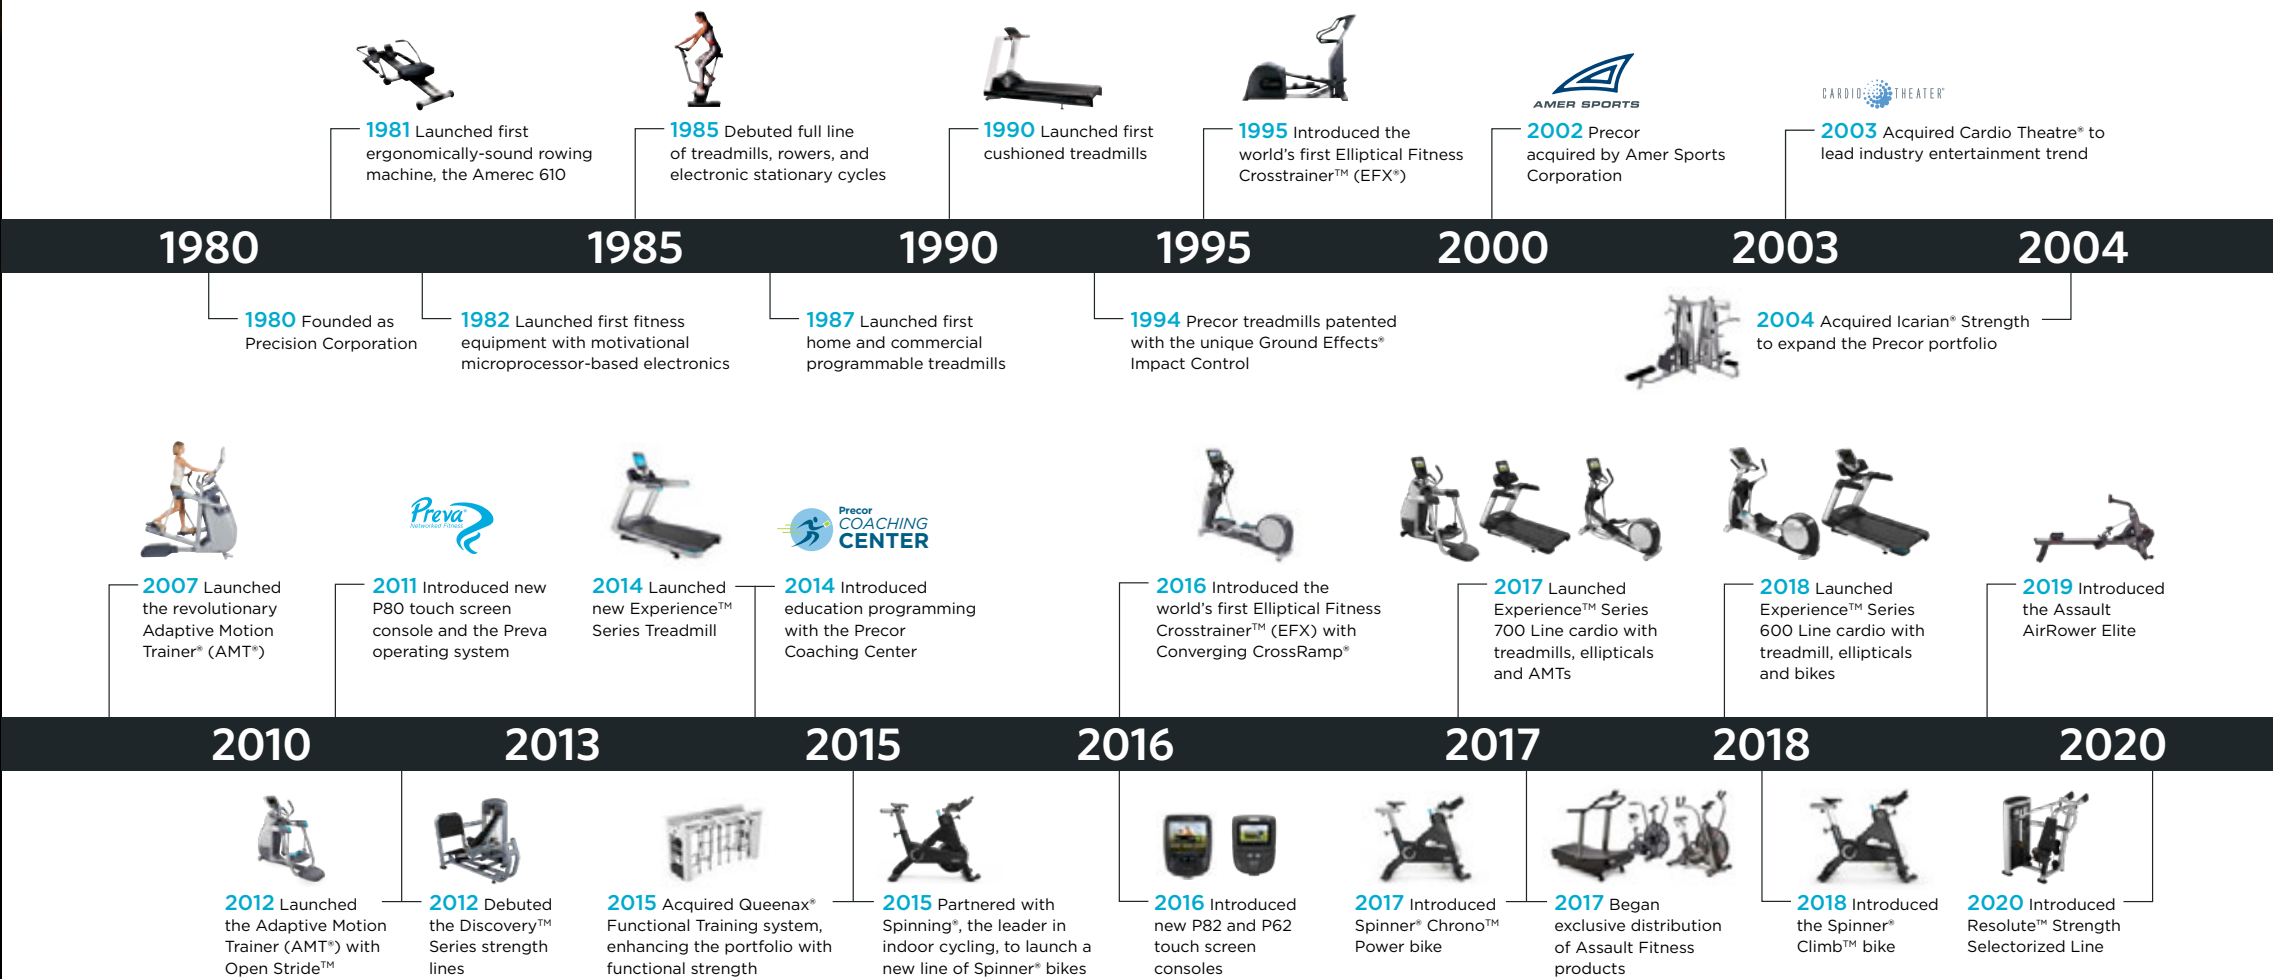 AMER SPORTS
CARDIO THEATER®
1981 Launched first
ergonomically-sound rowing
machine, the Amerec 610
1985 Debuted full line
of treadmills, rowers, and
electronic stationary cycles
1990 Launched first
cushioned treadmills
1995 Introduced the
world's first Elliptical Fitness
Crosstrainer™ (EFX®)
2002 Precor
acquired by Amer Sports
Corporation
2003 Acquired Cardio Theatre® to
lead industry entertainment trend
1980 1985 1990 1995 2000 2003 2004
1980 Founded as
Precision Corporation
1982 Launched first fitness
equipment with motivational
microprocessor-based electronics
1987 Launched first
home and commercial
programmable treadmills
1994 Precor treadmills patented
with the unique Ground Effects®
Impact Control
2004 Acquired Icarian® Strength
to expand the Precor portfolio
Preva®
Networked Fitness
Precor
COACHING
CENTER
2007 Launched
the revolutionary
Adaptive Motion
Trainer® (AMT®)
2011 Introduced new
P80 touch screen
console and the Preva
operating system
2014 Launched
new Experience™
Series Treadmill
2014 Introduced
education programming
with the Precor
Coaching Center
2016 Introduced the
world's first Elliptical Fitness
Crosstrainer™ (EFX) with
Converging CrossRamp®
2017 Launched
Experience™ Series
700 Line cardio with
treadmills, ellipticals
and AMTs
2018 Launched
Experience™ Series
600 Line cardio with
treadmill, ellipticals
and bikes
2019 Introduced
the Assault
AirRower Elite
2010 2013 2015 2016 2017 2018 2020
2012 Launched
the Adaptive Motion
Trainer (AMT®) with
Open Stride™
2012 Debuted
the Discovery™
Series strength
lines
2015 Acquired Queenax®
Functional Training system,
enhancing the portfolio with
functional strength
2015 Partnered with
Spinning®, the leader in
indoor cycling, to launch a
new line of Spinner® bikes
2016 Introduced
new P82 and P62
touch screen
consoles
2017 Introduced
Spinner® Chrono™
Power bike
2017 Began
exclusive distribution
of Assault Fitness
products
2018 Introduced
the Spinner®
Climb™ bike
2020 Introduced
Resolute™ Strength
Selectorized Line